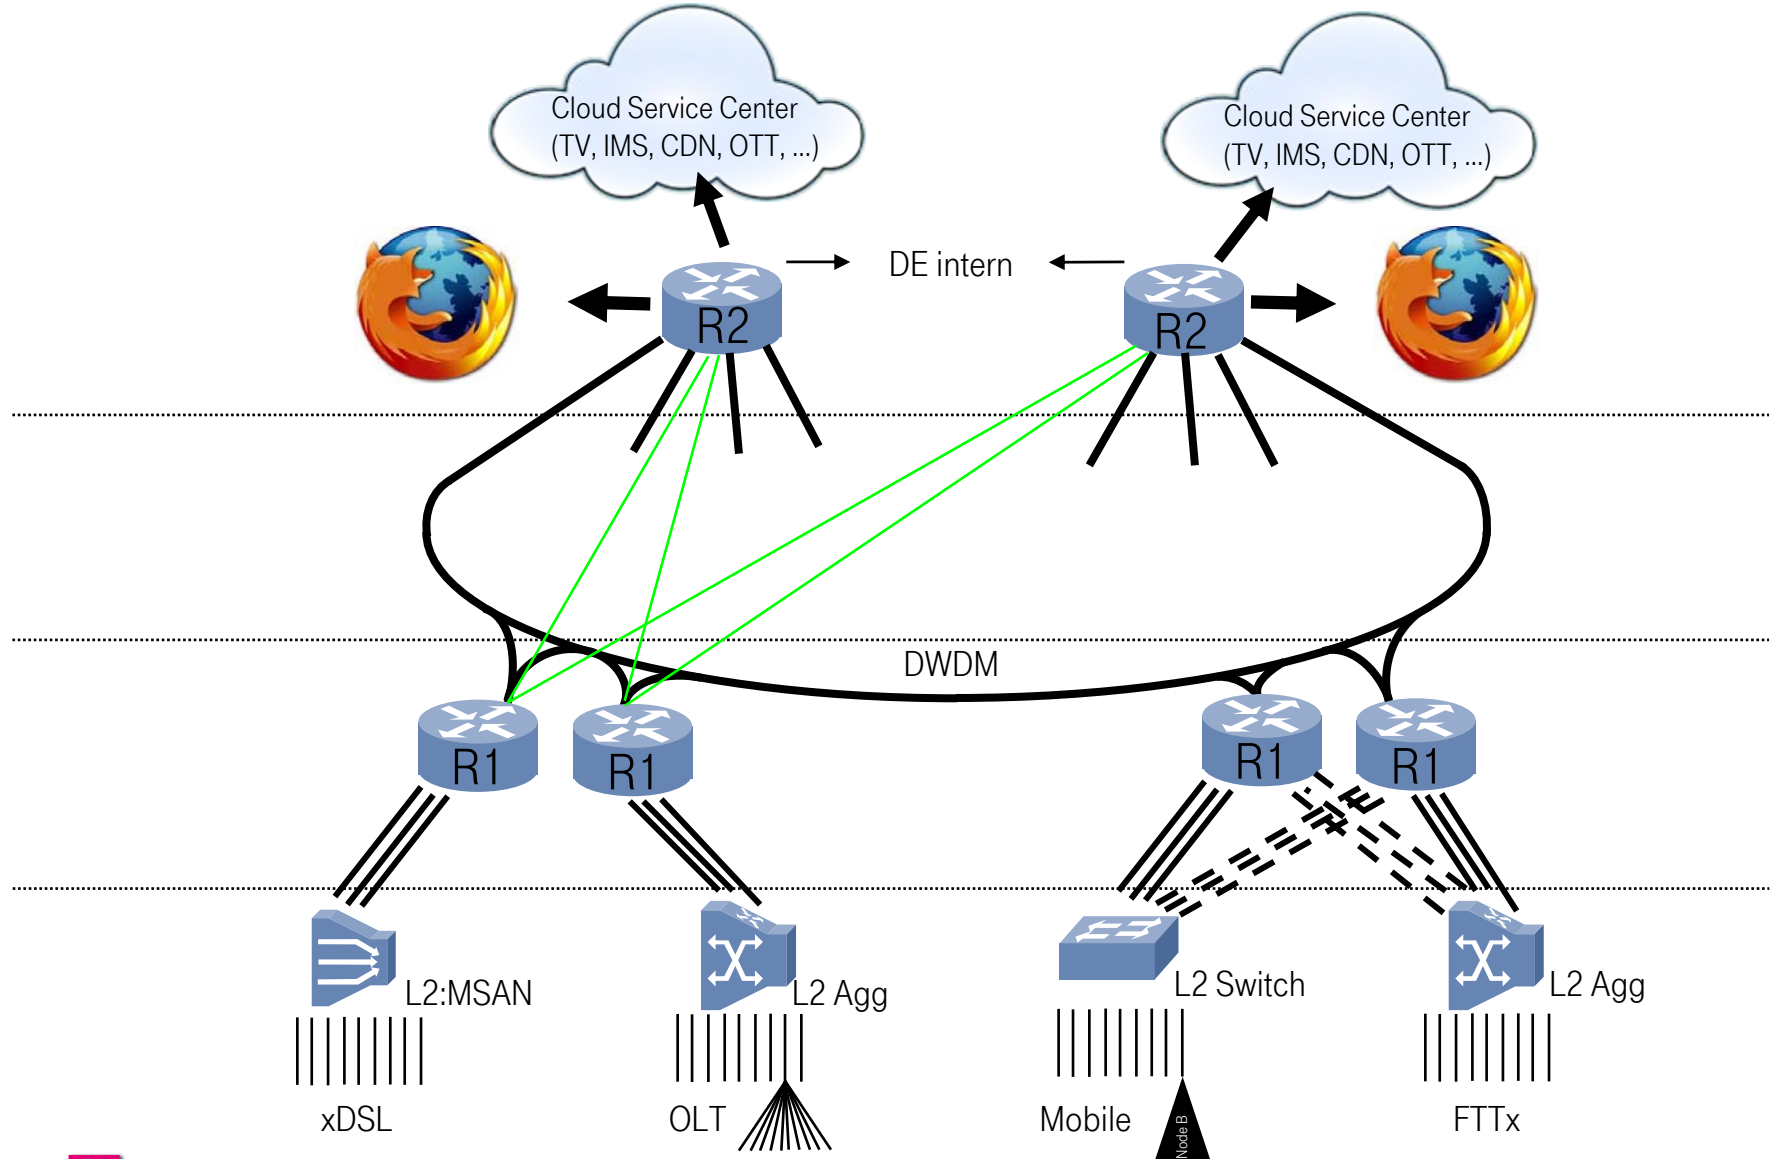 Cloud Service Center
(TV, IMS, CDN, OTT, ...)
Cloud Service Center
(TV, IMS, CDN, OTT, ...)
DE intern
R2
R2
DWDM
R1
R1
R1
R1
L2:MSAN
L2 Agg
L2 Switch
L2 Agg
xDSL
OLT
Mobile
Node B
FTTx